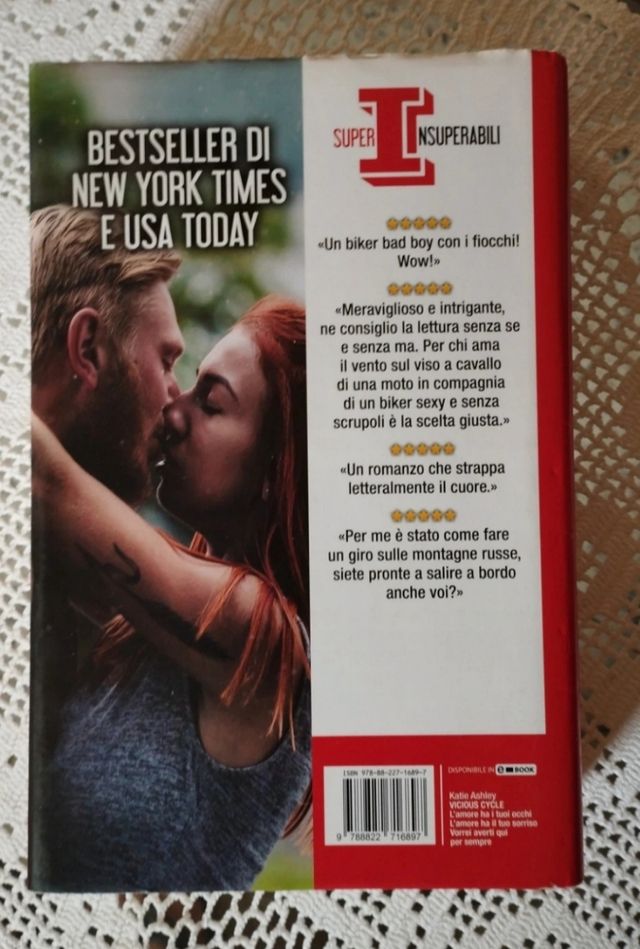 BESTSELLER DI
NEW YORK TIMES
E USA TODAY
SUPER INSUPERABILI
«Un biker bad boy con i fiocchi!
Wow!»
«Meraviglioso e intrigante,
ne consiglio la lettura senza se
e senza ma. Per chi ama
il vento sul viso a cavallo
di una moto in compagnia
di un biker sexy e senza
scrupoli è la scelta giusta.»
«Un romanzo che strappa
letteralmente il cuore.»
«Per me è stato come fare
un giro sulle montagne russe,
siete pronte a salire a bordo
anche voi?»
ISBN 978-88-227-1689-7
9 788822 716897
DISPONIBILE IN e BOOK
Katie Ashley
VICIOUS CYCLE
L'amore ha i tuoi occhi
L'amore ha il tuo sorriso
Vorrei averti qui
per sempre